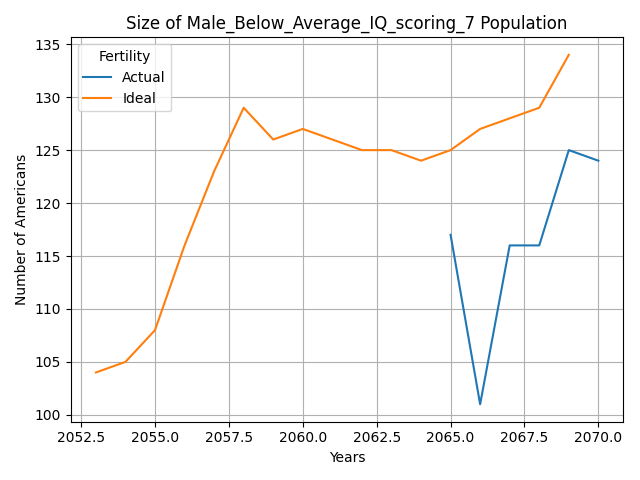 Size of Male_Below_Average_IQ_scoring_7 Population
Fertility
Actual
Ideal
Number of Americans
135
130
125
120
115
110
105
100
2052.5 2055.0 2057.5 2060.0 2062.5 2065.0 2067.5 2070.0
Years